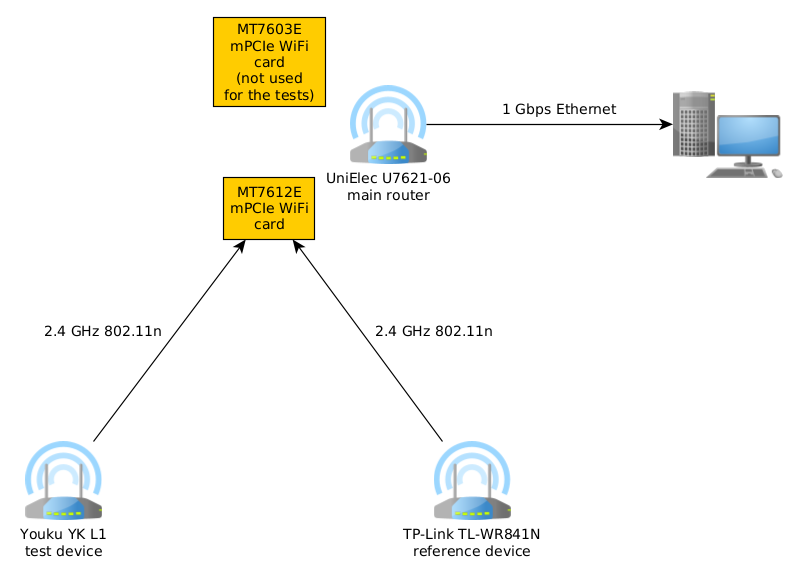 MT7603E
mPCIe WiFi
card
(not used
for the tests)
1 Gbps Ethernet
UniElec U7621-06
main router
MT7612E
mPCIe WiFi
card
2.4 GHz 802.11n
2.4 GHz 802.11n
Youku YK L1
test device
TP-Link TL-WR841N
reference device